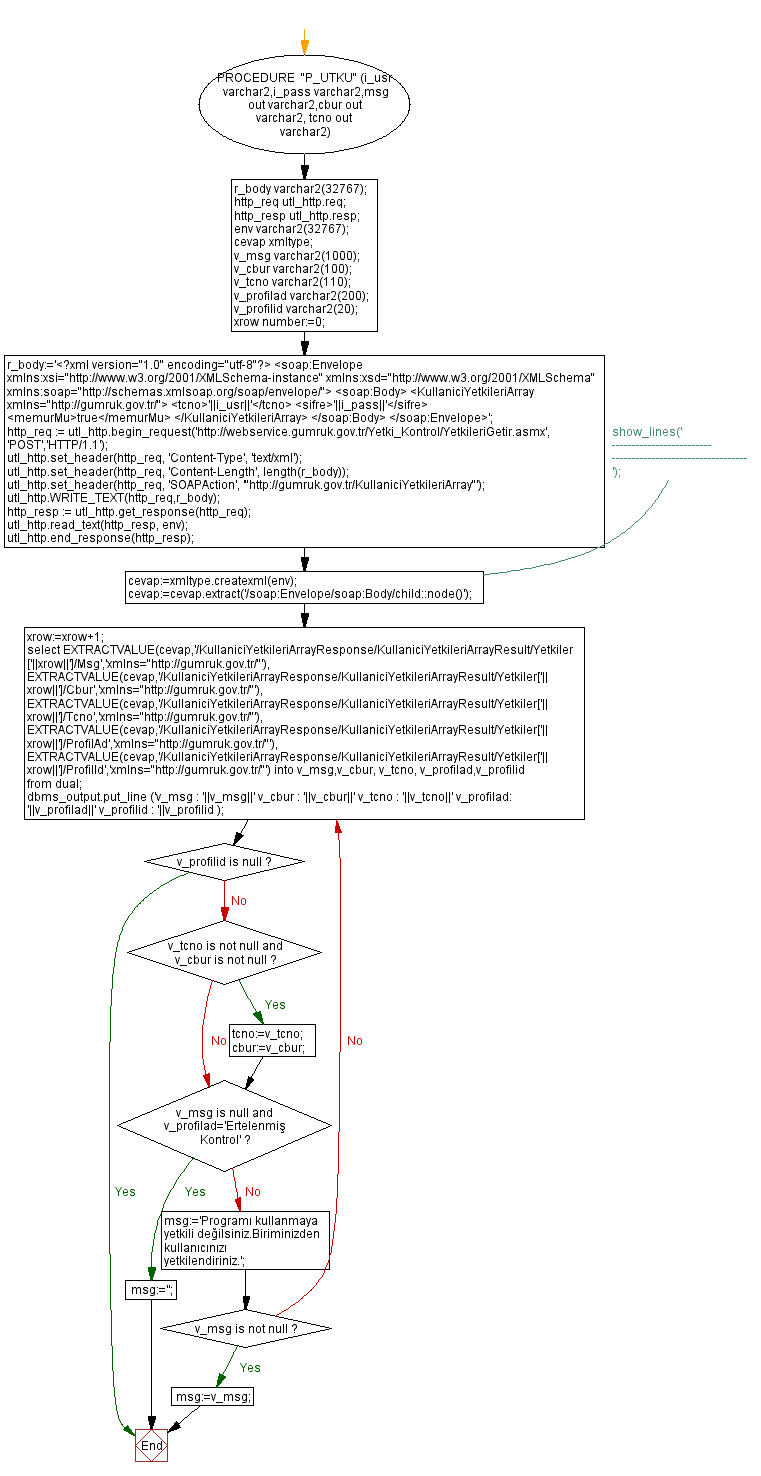 PROCEDURE "P_UTKU" (i_usr
varchar2,i_pass varchar2,msg
out varchar2,cbur out
varchar2, tcno out
varchar2)
r_body varchar2(32767);
http_req utl_http.req;
http_resp utl_http.resp;
env varchar2(32767);
cevap xmltype;
v_msg varchar2(1000);
v_cbur varchar2(100);
v_tcno varchar2(110);
v_profilad varchar2(200);
v_profilid varchar2(20);
xrow number:=0;
r_body:='<?xml version="1.0" encoding="utf-8"?> <soap:Envelope
xmlns:xsi="http://www.w3.org/2001/XMLSchema-instance" xmlns:xsd="http://www.w3.org/2001/XMLSchema"
xmlns:soap="http://schemas.xmlsoap.org/soap/envelope/"> <soap:Body> <KullaniciYetkileriArray
xmlns="http://gumruk.gov.tr/"> <tcno>'||i_usr||'</tcno> <sifre>'||i_pass||'</sifre>
<memurMu>true</memurMu> </KullaniciYetkileriArray> </soap:Body> </soap:Envelope>';
http_req := utl_http.begin_request('http://webservice.gumruk.gov.tr/Yetki_Kontrol/YetkileriGetir.asmx',
'POST','HTTP/1.1');
utl_http.set_header(http_req, 'Content-Type', 'text/xml');
utl_http.set_header(http_req, 'Content-Length', length(r_body));
utl_http.set_header(http_req, 'SOAPAction', '"http://gumruk.gov.tr/KullaniciYetkileriArray"');
utl_http.WRITE_TEXT(http_req,r_body);
http_resp := utl_http.get_response(http_req);
utl_http.read_text(http_resp, env);
utl_http.end_response(http_resp);
show_lines('
-------------------------
----------------------------------
');
cevap:=xmltype.createxml(env);
cevap:=cevap.extract('/soap:Envelope/soap:Body/child::node()');
xrow:=xrow+1;
select EXTRACTVALUE(cevap,'/KullaniciYetkileriArrayResponse/KullaniciYetkileriArrayResult/Yetkiler
['||xrow||']/Msg','xmlns="http://gumruk.gov.tr/"'),
EXTRACTVALUE(cevap,'/KullaniciYetkileriArrayResponse/KullaniciYetkileriArrayResult/Yetkiler['||
xrow||']/Cbur','xmlns="http://gumruk.gov.tr/"'),
EXTRACTVALUE(cevap,'/KullaniciYetkileriArrayResponse/KullaniciYetkileriArrayResult/Yetkiler['||
xrow||']/Tcno','xmlns="http://gumruk.gov.tr/"'),
EXTRACTVALUE(cevap,'/KullaniciYetkileriArrayResponse/KullaniciYetkileriArrayResult/Yetkiler['||
xrow||']/ProfilAd','xmlns="http://gumruk.gov.tr/"'),
EXTRACTVALUE(cevap,'/KullaniciYetkileriArrayResponse/KullaniciYetkileriArrayResult/Yetkiler['||
xrow||']/ProfilId','xmlns="http://gumruk.gov.tr/"') into v_msg,v_cbur, v_tcno, v_profilad,v_profilid
from dual;
dbms_output.put_line ('v_msg : '||v_msg||' v_cbur : '||v_cbur||' v_tcno : '||v_tcno||' v_profilad:
'||v_profilad||' v_profilid : '||v_profilid );
v_profilid is null ?
No
v_tcno is not null and
v_cbur is not null ?
Yes
No
tcno:=v_tcno;
cbur:=v_cbur;
No
v_msg is null and
v_profilad='Ertelenmiş
Kontrol' ?
Yes
Yes
No
msg:='Programı kullanmaya
yetkili değilsiniz.Biriminizden
kullanıcınızı
yetkilendiriniz.';
msg:='';
v_msg is not null ?
Yes
msg:=v_msg;
End